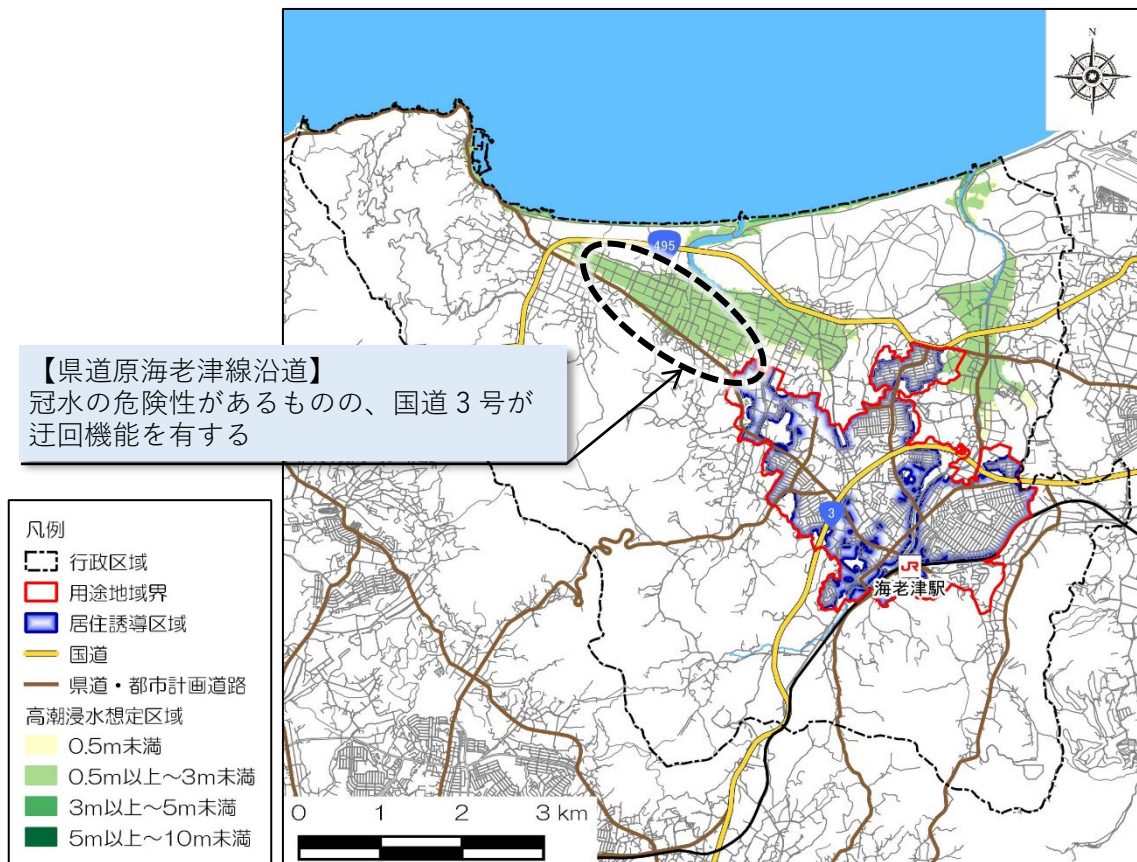 N
495
【県道原海老津線沿道】
冠水の危険性があるものの、国道3号が
迂回機能を有する
3
JR
海老津駅
凡例
行政区域
用途地域界
居住誘導区域
国道
県道・都市計画道路
高潮浸水想定区域
0.5m未満
0.5m以上～3m未満
3m以上～5m未満
5m以上～10m未満
0 1 2 3 km